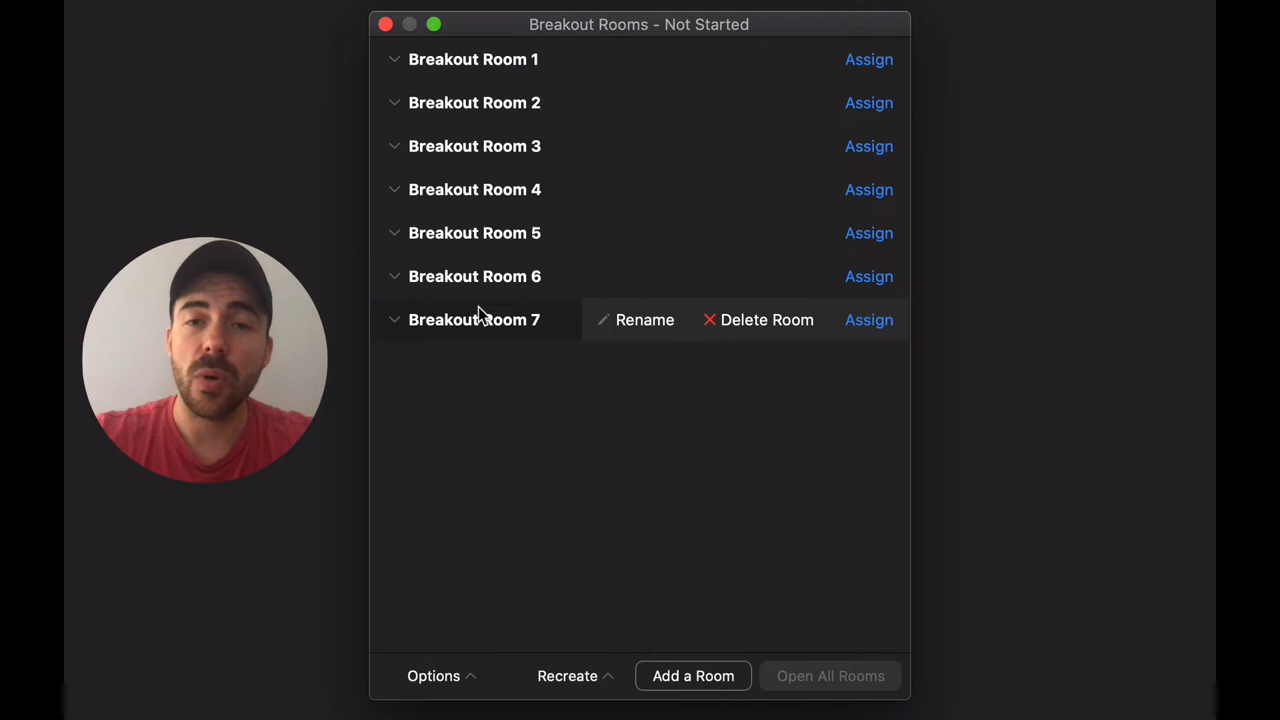 Breakout Rooms - Not Started
Breakout Room 1 Assign
Breakout Room 2 Assign
Breakout Room 3 Assign
Breakout Room 4 Assign
Breakout Room 5 Assign
Breakout Room 6 Assign
Breakout Room 7 Rename Delete Room Assign
Options Recreate Add a Room Open All Rooms